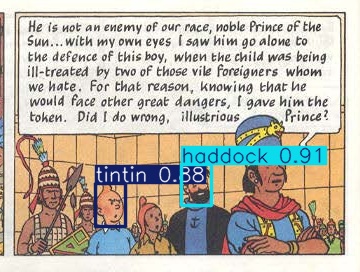 He is not an enemy of our race, noble Prince of the
Sun...with my own eyes I saw him go alone to
the defence of this boy, when the child was being
ill-treated by two of those vile foreigners whom
we hate. For that reason, knowing that he
would face other great dangers, I gave him the
token. Did I do wrong, illustrious Prince?
haddock 0.91
tintin 0.88